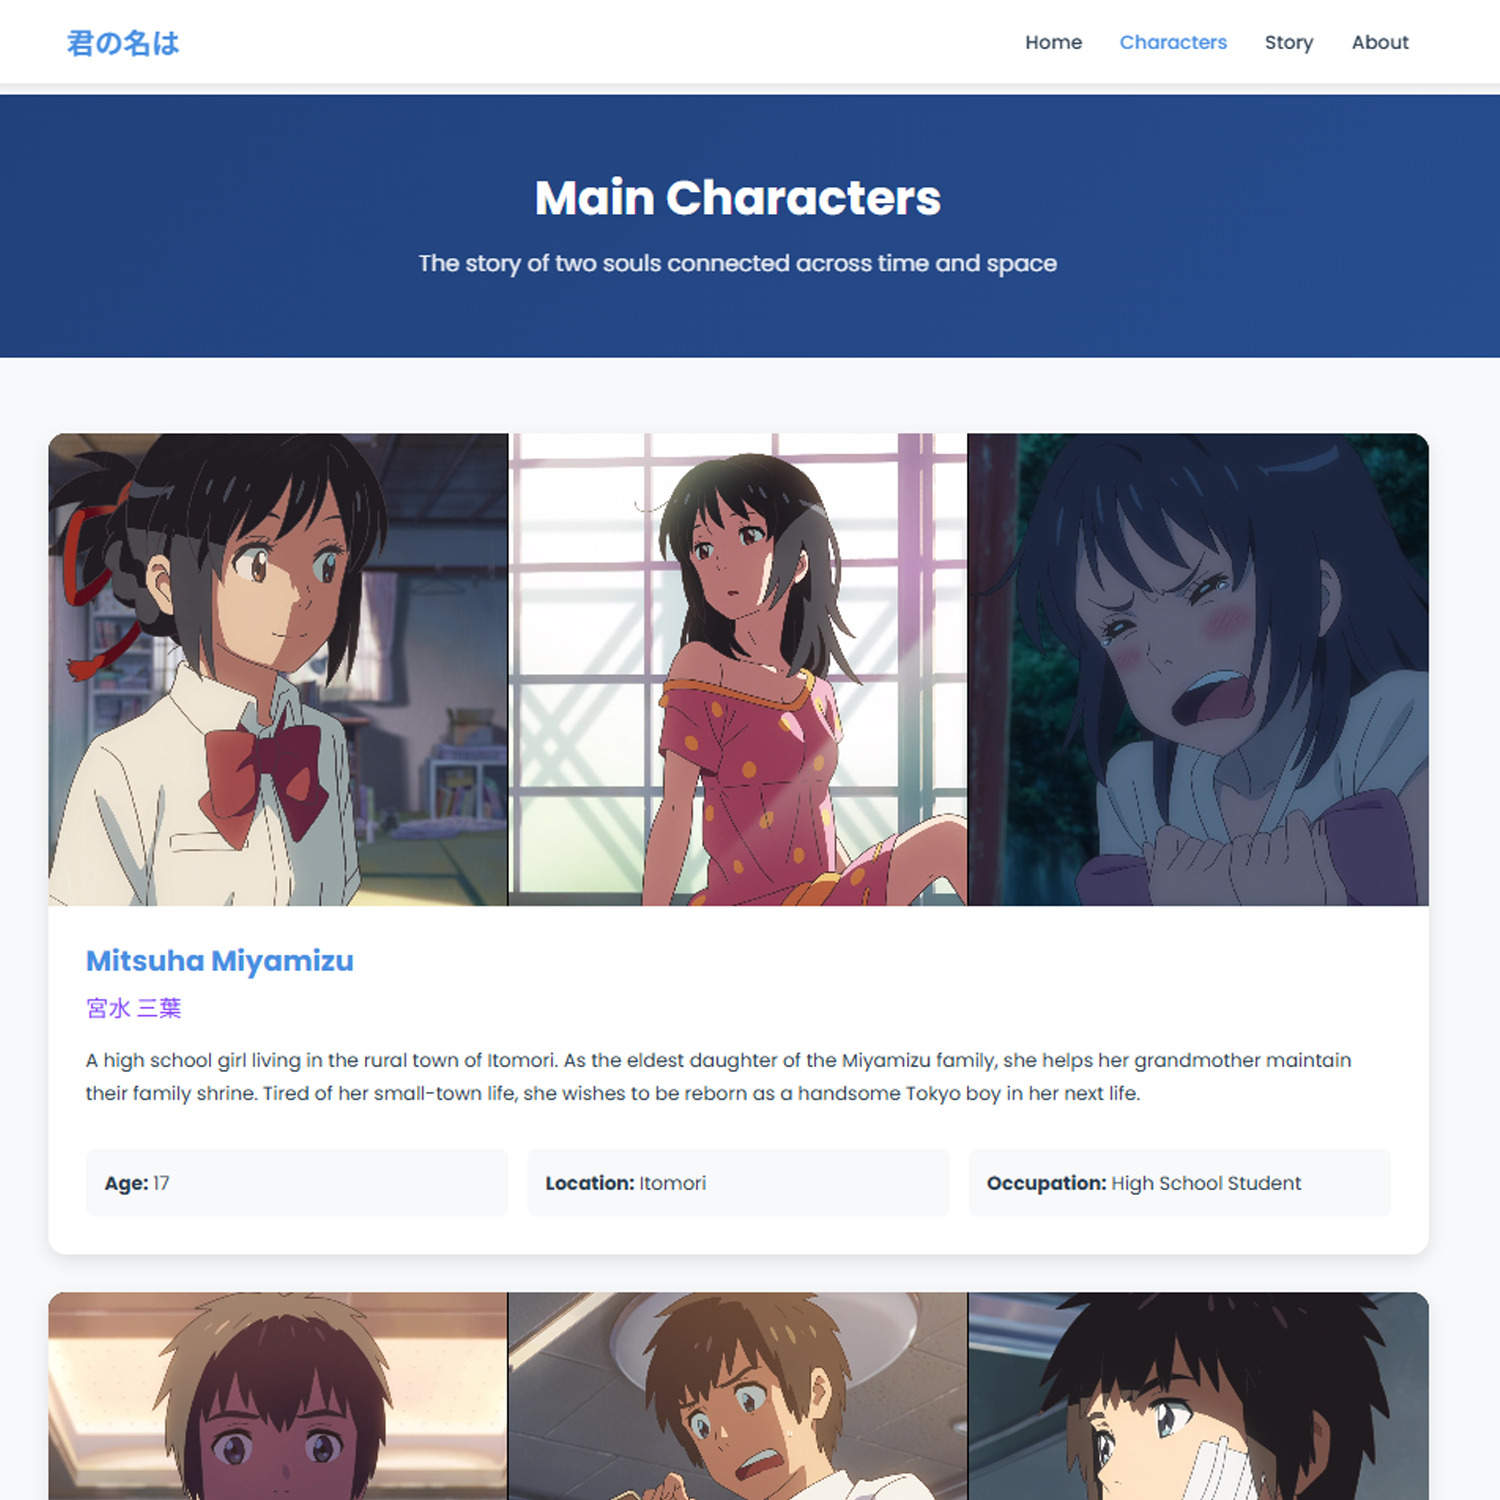 君の名は
Home Characters Story About
Main Characters
The story of two souls connected across time and space
Mitsuha Miyamizu
宮水 三葉
A high school girl living in the rural town of Itomori. As the eldest daughter of the Miyamizu family, she helps her grandmother maintain
their family shrine. Tired of her small-town life, she wishes to be reborn as a handsome Tokyo boy in her next life.
Age: 17
Location: Itomori
Occupation: High School Student